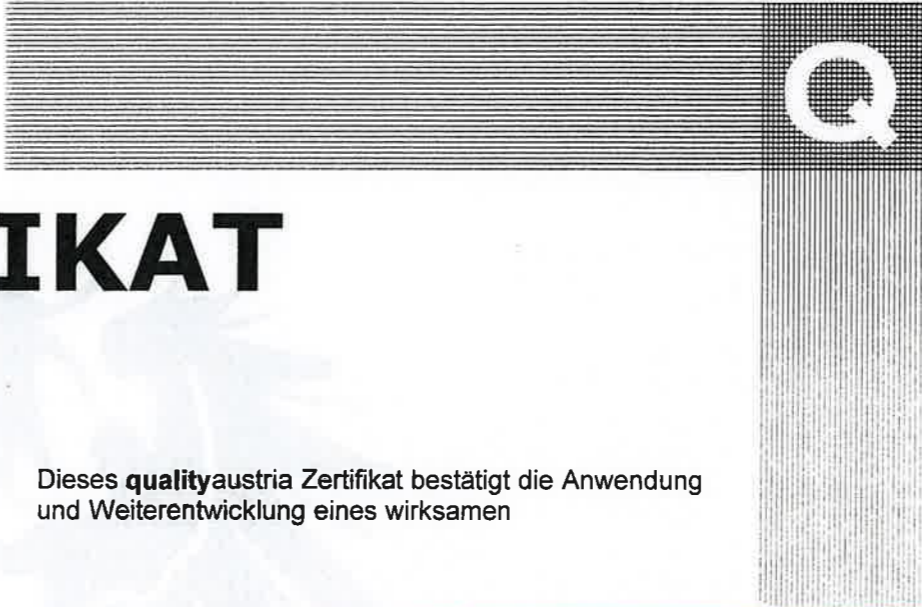 Q
IKAT
Dieses qualityaustria Zertifikat bestätigt die Anwendung
und Weiterentwicklung eines wirksamen